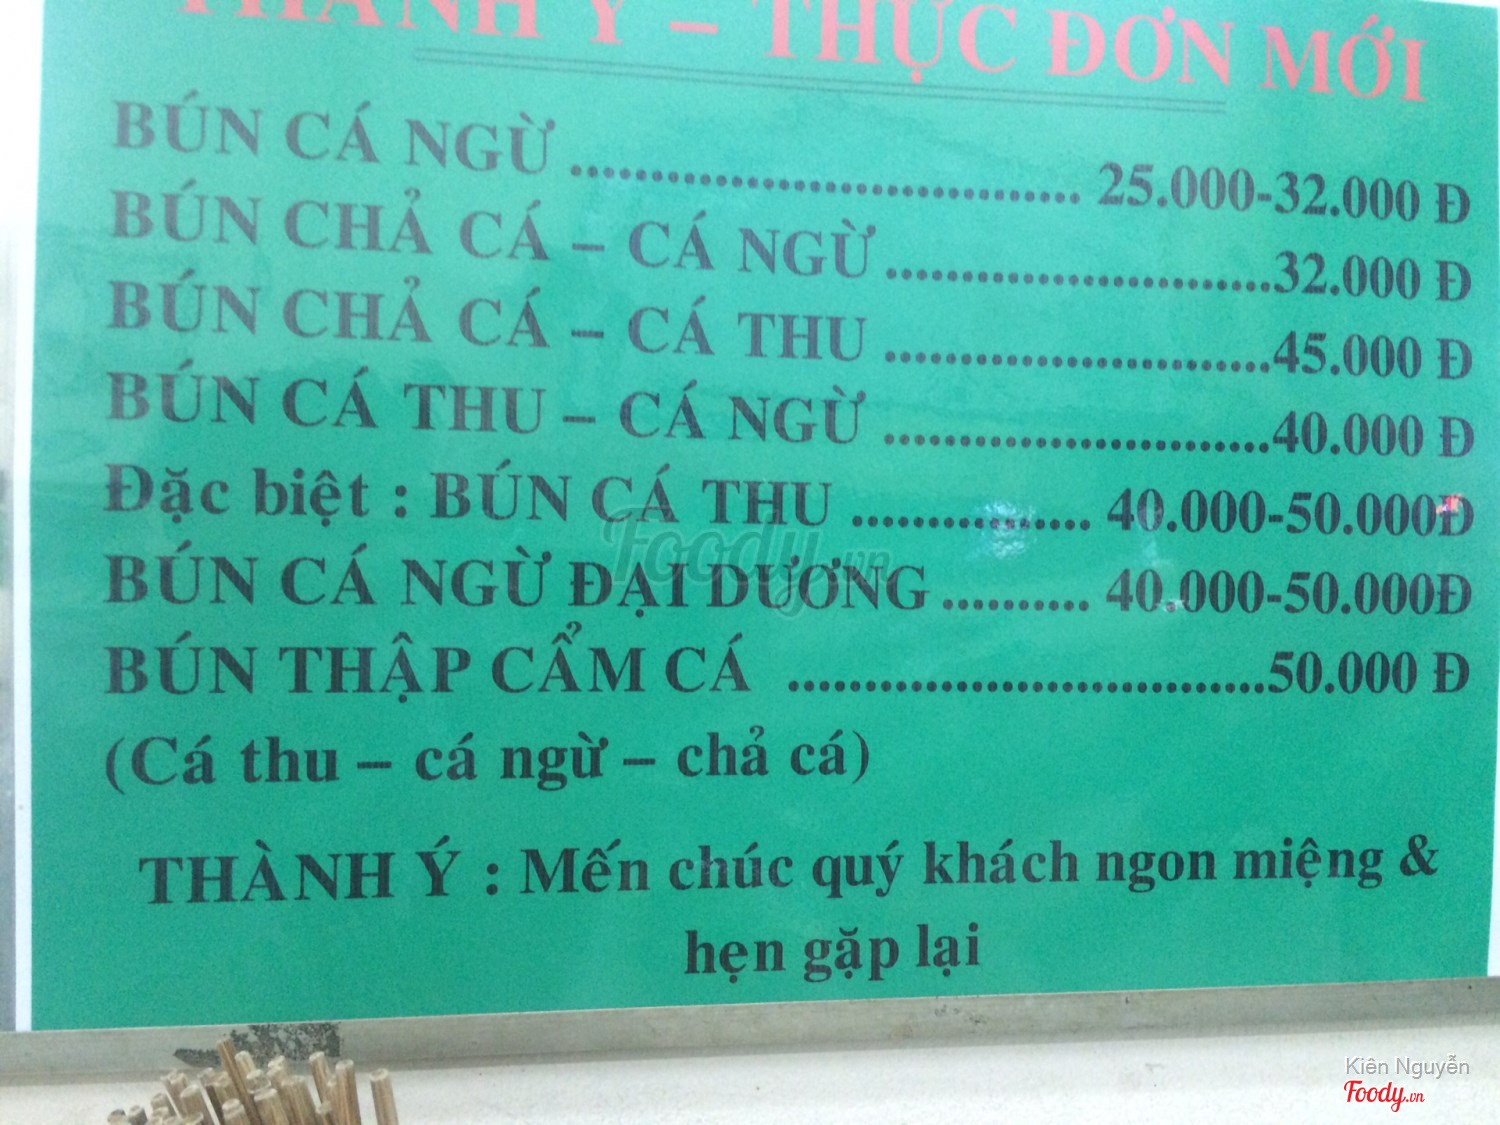 THÀNH Ý – THỰC ĐƠN MỚI
BÚN CÁ NGỪ ........................................ 25.000-32.000 Đ
BÚN CHẢ CÁ – CÁ NGỪ..............................32.000 Đ
BÚN CHẢ CÁ – CÁ THU ..............................45.000 Đ
BÚN CÁ THU – CÁ NGỪ ..............................40.000 Đ
Đặc biệt : BÚN CÁ THU ................... 40.000-50.000Đ
BÚN CÁ NGỪ ĐẠI DƯƠNG............ 40.000-50.000Đ
BÚN THẬP CẨM CÁ .....................................50.000 Đ
(Cá thu – cá ngừ – chả cá)
THÀNH Ý : Mến chúc quý khách ngon miệng &
hẹn gặp lại
Foody.vn
Kiên Nguyễn
Foody.vn